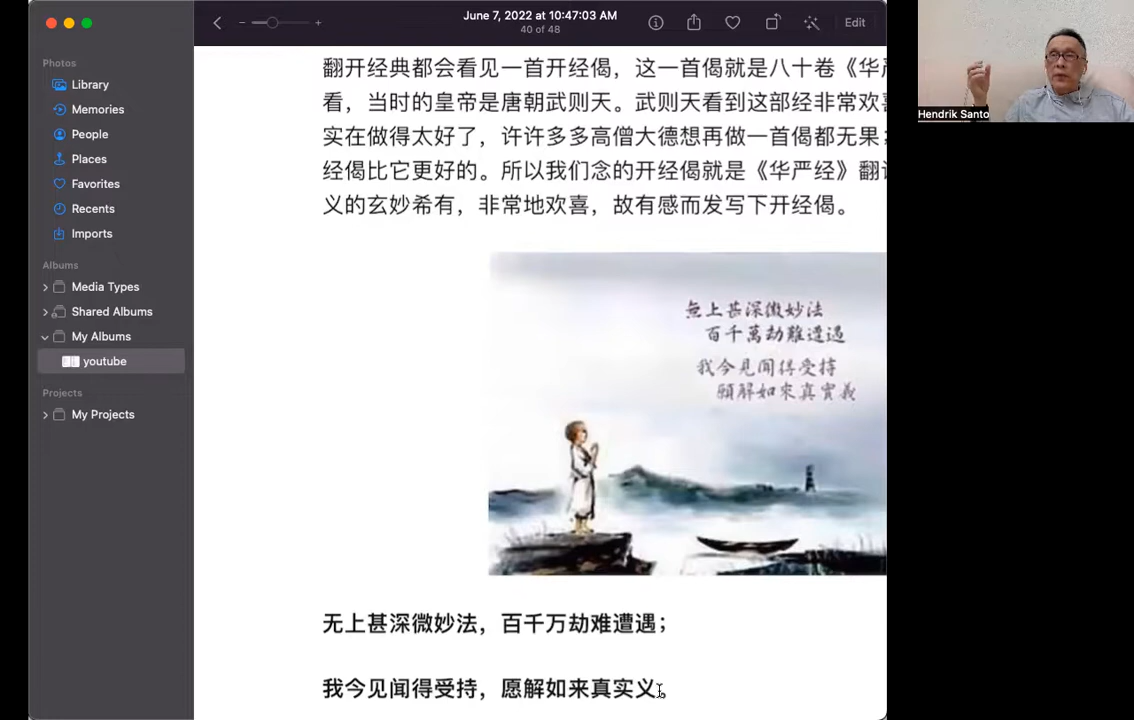 June 7, 2022 at 10:47:03 AM
40 of 48
Edit
Photos
Library
Memories
People
Places
Favorites
Recents
Imports
Albums
Media Types
Shared Albums
My Albums
youtube
Projects
My Projects
翻开经典都会看见一首开经偈，这一首偈就是八十卷《华严
看，当时的皇帝是唐朝武则天。武则天看到这部经非常欢喜
实在做得太好了，许许多多高僧大德想再做一首偈都无果；
经偈比它更好的。所以我们念的开经偈就是《华严经》翻译
义的玄妙希有，非常地欢喜，故有感而发写下开经偈。
無上甚深微妙法
百千萬劫難遭遇
我今見聞得受持
願解如來真實義
无上甚深微妙法，百千万劫难遭遇；
我今见闻得受持，愿解如来真实义。
Hendrik Santo